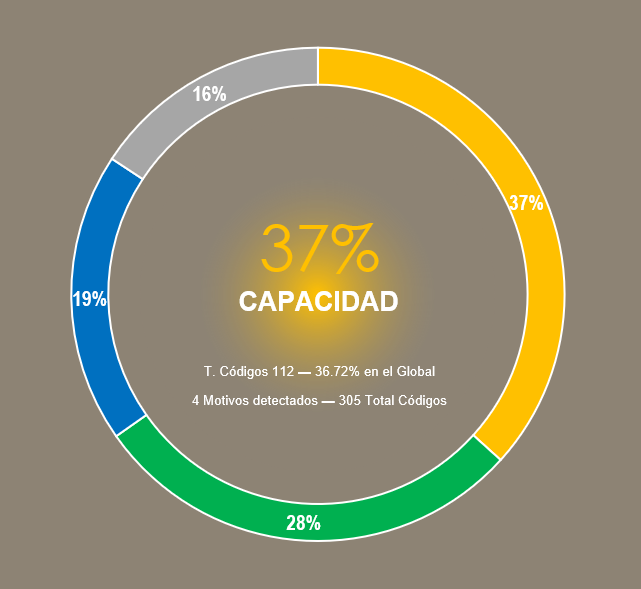 16%
37%
37%
CAPACIDAD
19%
T. Códigos 112 — 36.72% en el Global
4 Motivos detectados — 305 Total Códigos
28%